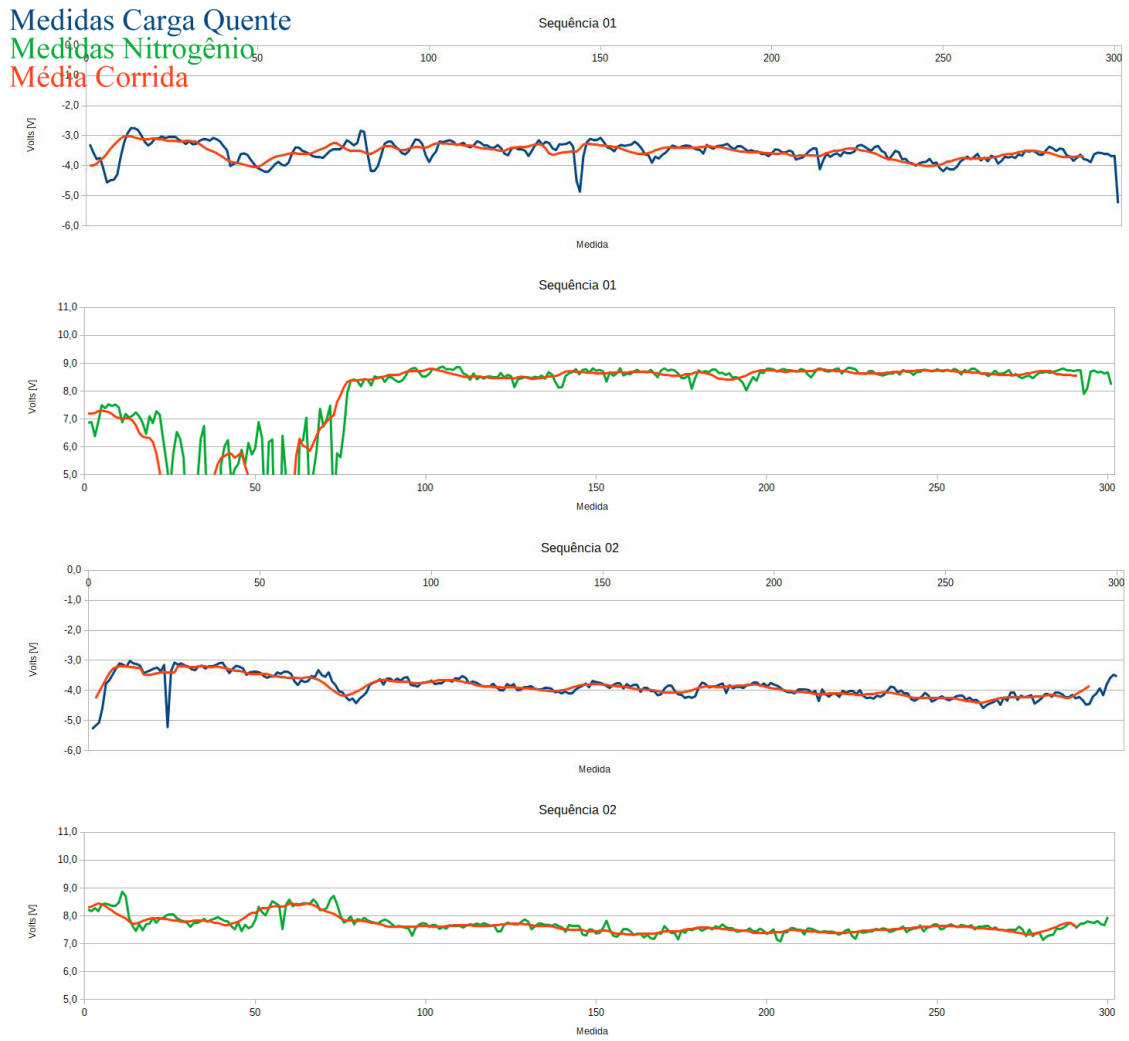 Medidas Carga Quente
Medidas Nitrogênio
Média Corrida
Sequência 01
0,0
-1,0
-2,0
-3,0
-4,0
-5,0
-6,0
Volts [V]
0 50 100 150 200 250 300
Medida
Sequência 01
11,0
10,0
9,0
8,0
7,0
6,0
5,0
Volts [V]
0 50 100 150 200 250 300
Medida
Sequência 02
0,0
-1,0
-2,0
-3,0
-4,0
-5,0
-6,0
Volts [V]
0 50 100 150 200 250 300
Medida
Sequência 02
11,0
10,0
9,0
8,0
7,0
6,0
5,0
Volts [V]
0 50 100 150 200 250 300
Medida